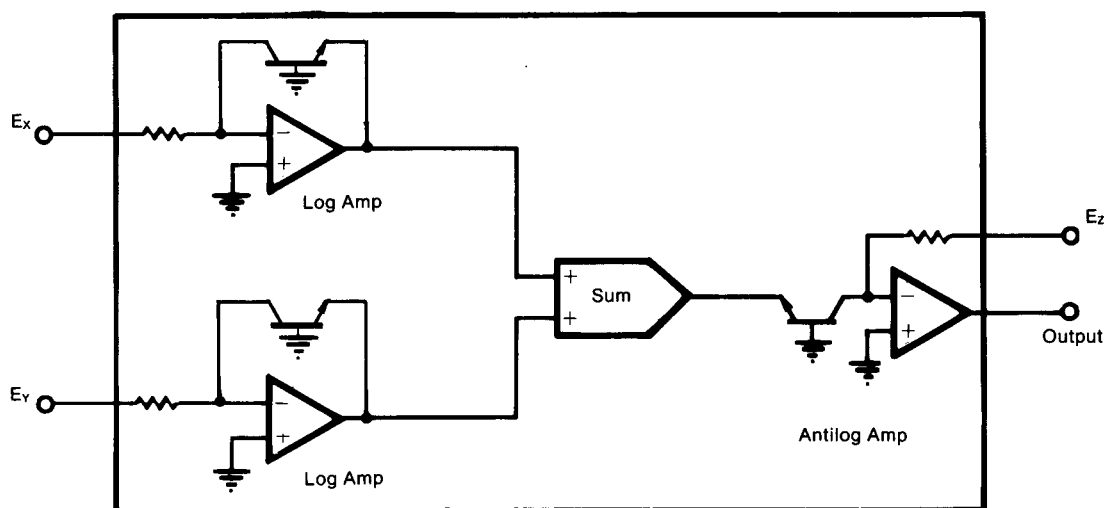 Ex
−
+
Log Amp
Ez
+
Sum
+
−
+
Output
Antilog Amp
EY
−
+
Log Amp